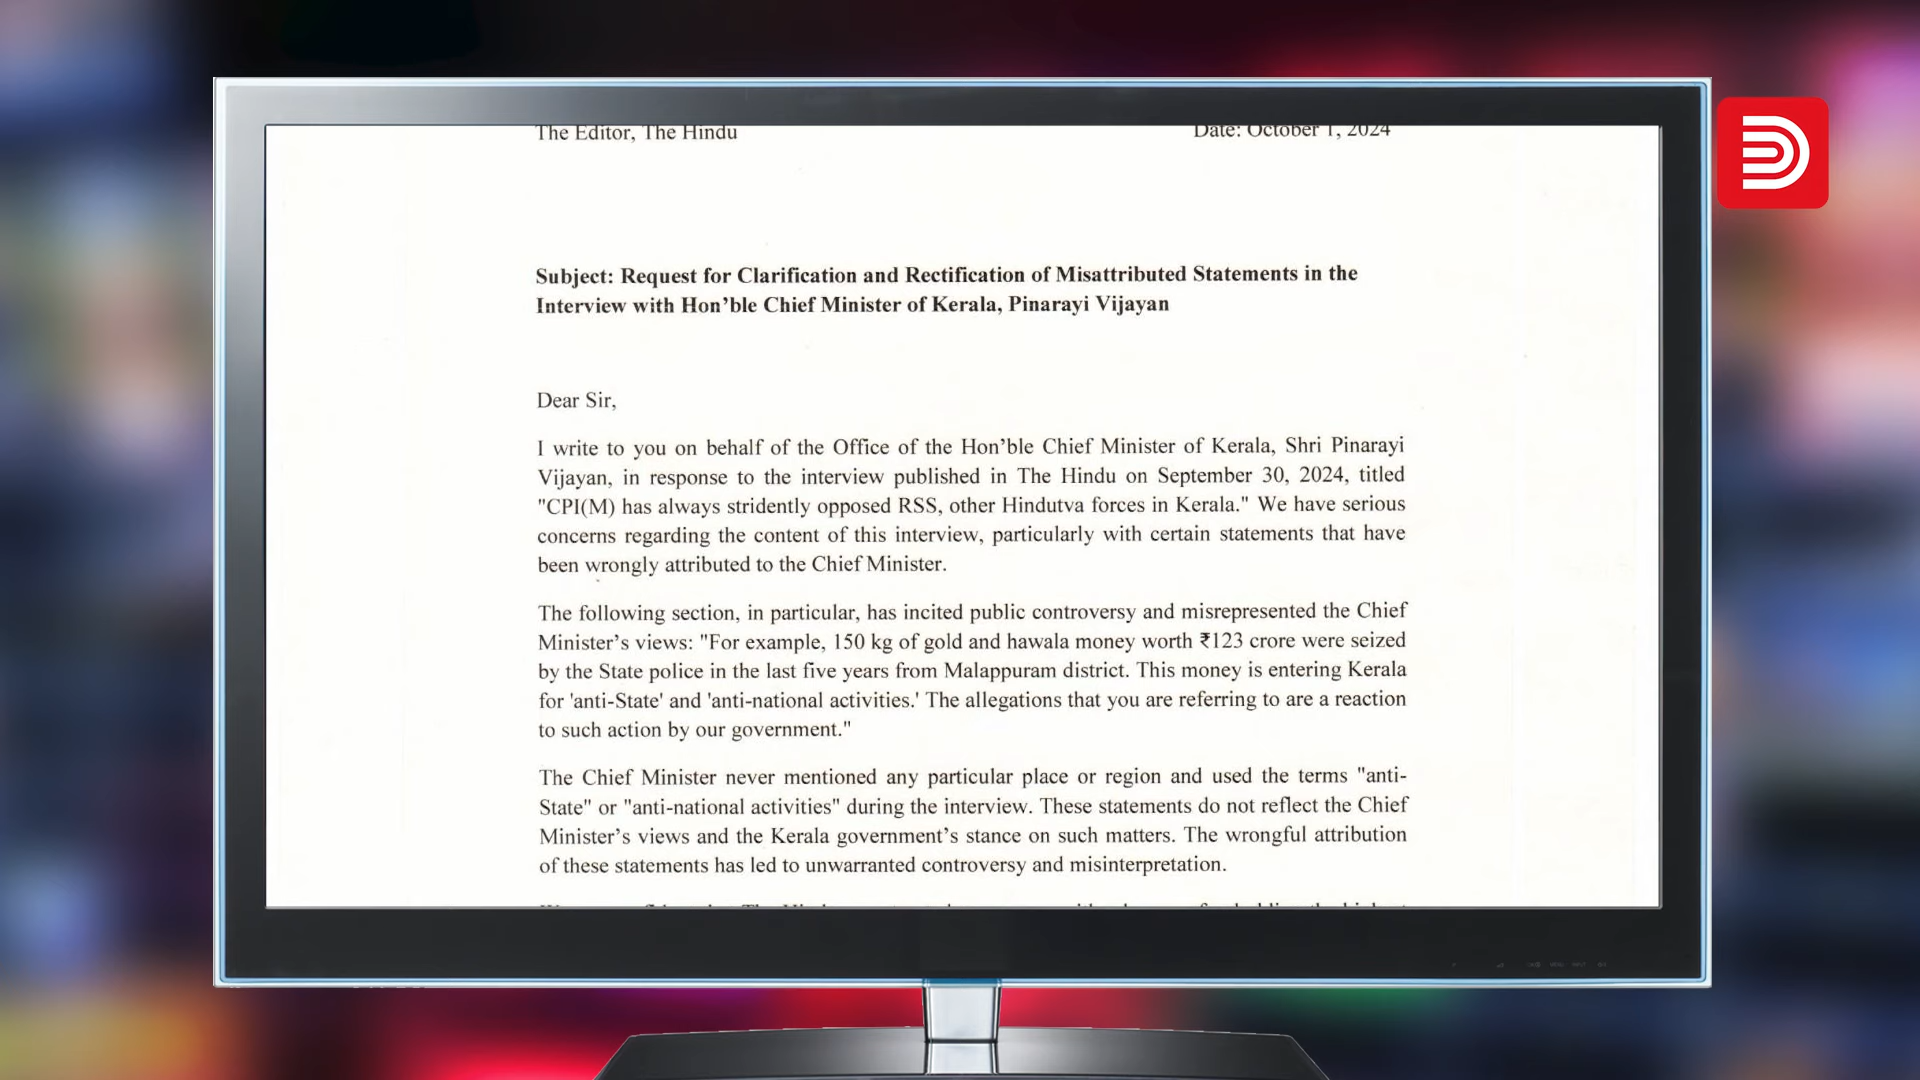 The Editor, The Hindu
Date: October 1, 2024
Subject: Request for Clarification and Rectification of Misattributed Statements in the
Interview with Hon’ble Chief Minister of Kerala, Pinarayi Vijayan
Dear Sir,
I write to you on behalf of the Office of the Hon’ble Chief Minister of Kerala, Shri Pinarayi
Vijayan, in response to the interview published in The Hindu on September 30, 2024, titled
"CPI(M) has always stridently opposed RSS, other Hindutva forces in Kerala." We have serious
concerns regarding the content of this interview, particularly with certain statements that have
been wrongly attributed to the Chief Minister.
The following section, in particular, has incited public controversy and misrepresented the Chief
Minister’s views: "For example, 150 kg of gold and hawala money worth ₹123 crore were seized
by the State police in the last five years from Malappuram district. This money is entering Kerala
for 'anti-State' and 'anti-national activities.' The allegations that you are referring to are a reaction
to such action by our government."
The Chief Minister never mentioned any particular place or region and used the terms "anti-
State" or "anti-national activities" during the interview. These statements do not reflect the Chief
Minister’s views and the Kerala government’s stance on such matters. The wrongful attribution
of these statements has led to unwarranted controversy and misinterpretation.